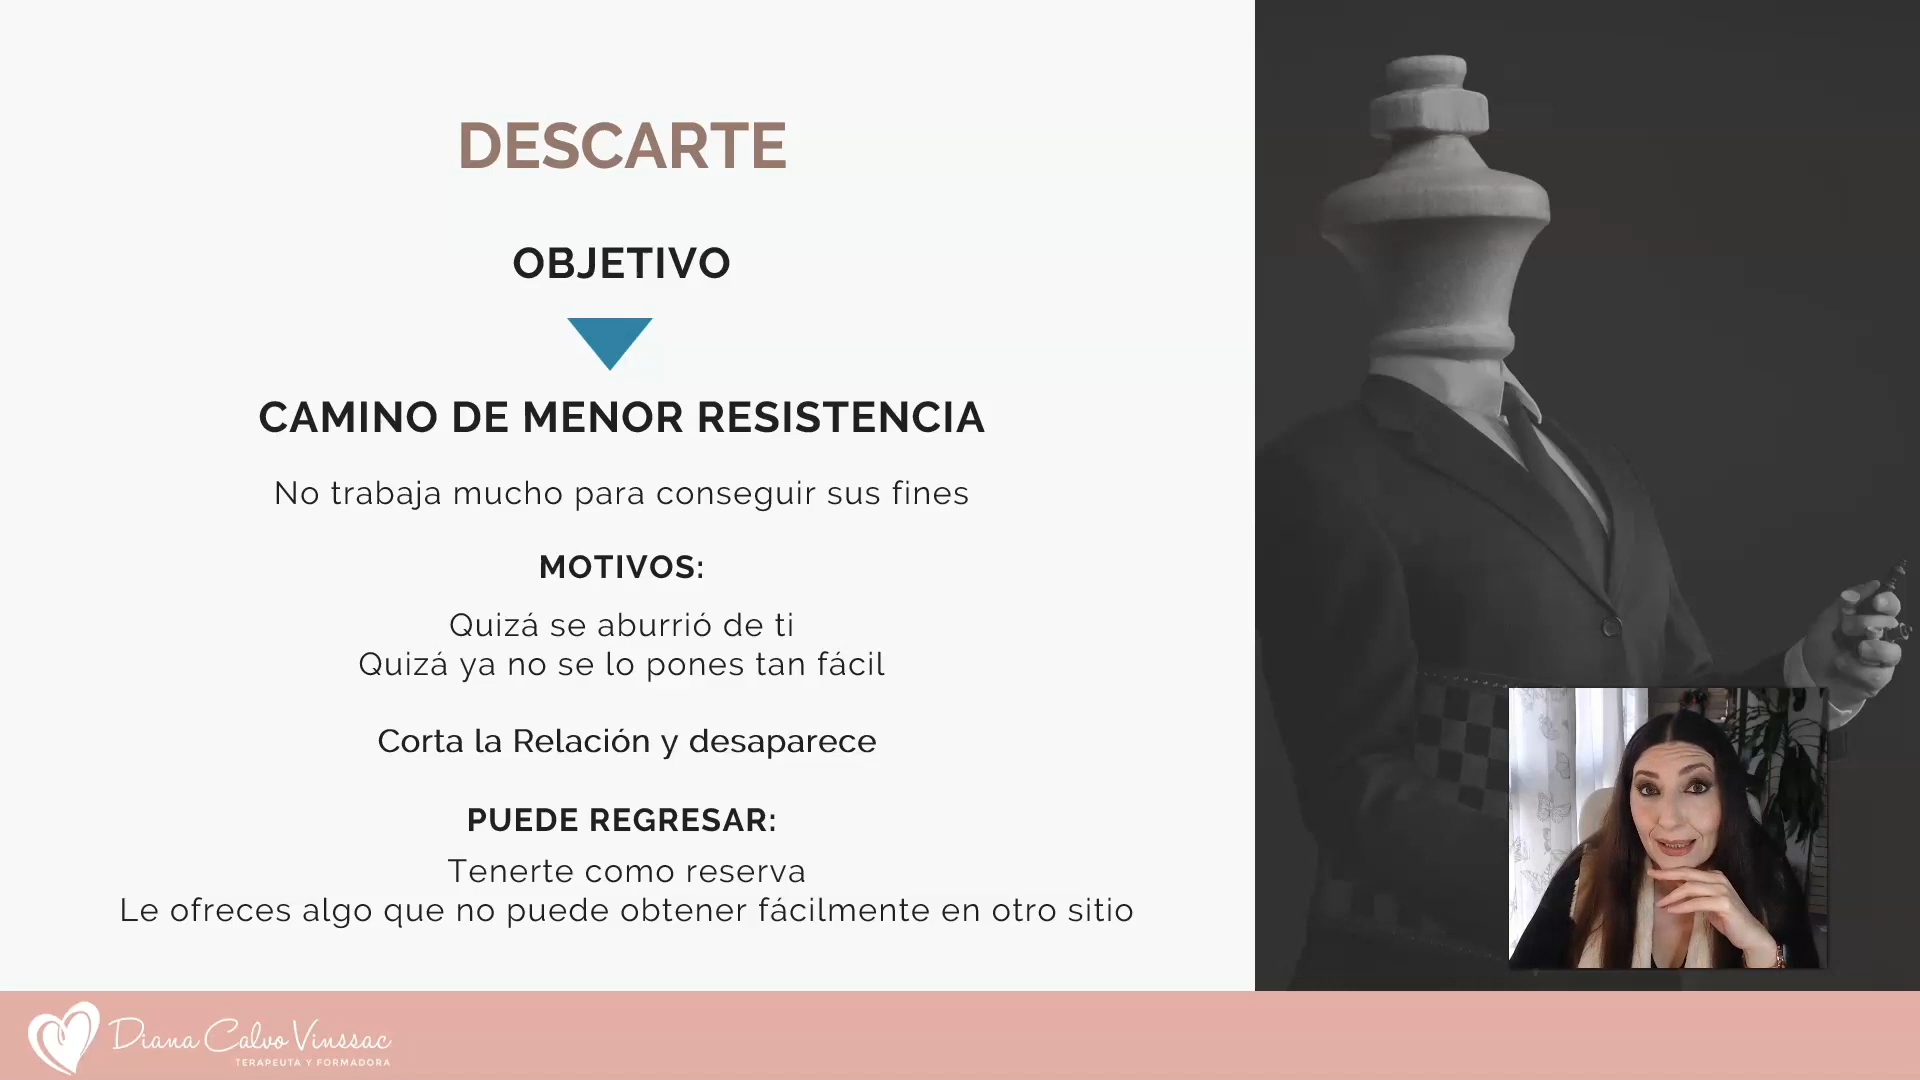 DESCARTE
OBJETIVO
CAMINO DE MENOR RESISTENCIA
No trabaja mucho para conseguir sus fines
MOTIVOS:
Quizá se aburrió de ti
Quizá ya no se lo pones tan fácil
Corta la Relación y desaparece
PUEDE REGRESAR:
Tenerte como reserva
Le ofreces algo que no puede obtener fácilmente en otro sitio
Diana Calvo Vinssac
TERAPEUTA Y FORMADORA